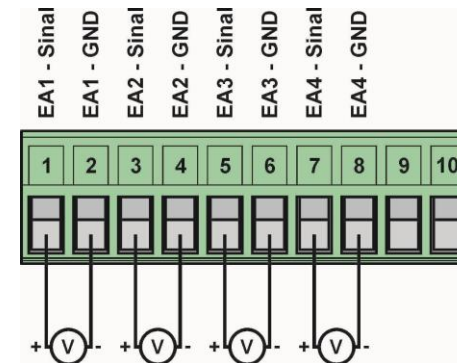 EA1 - Sinal
EA1 - GND
EA2 - Sinal
EA2 - GND
EA3 - Sinal
EA3 - GND
EA4 - Sinal
EA4 - GND
1 2 3 4 5 6 7 8 9 10
+ V - + V - + V - + V -